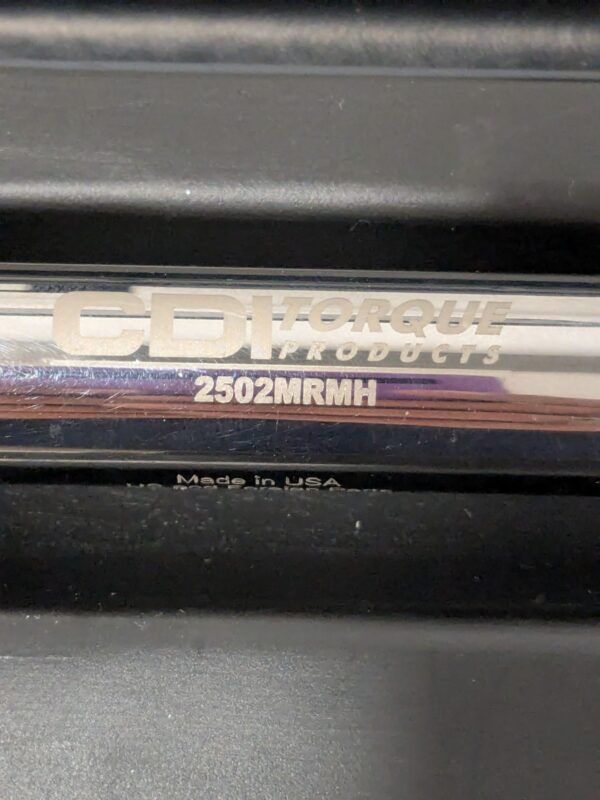 CDI TORQUE
PRODUCTS
2502MRMH
Made in USA